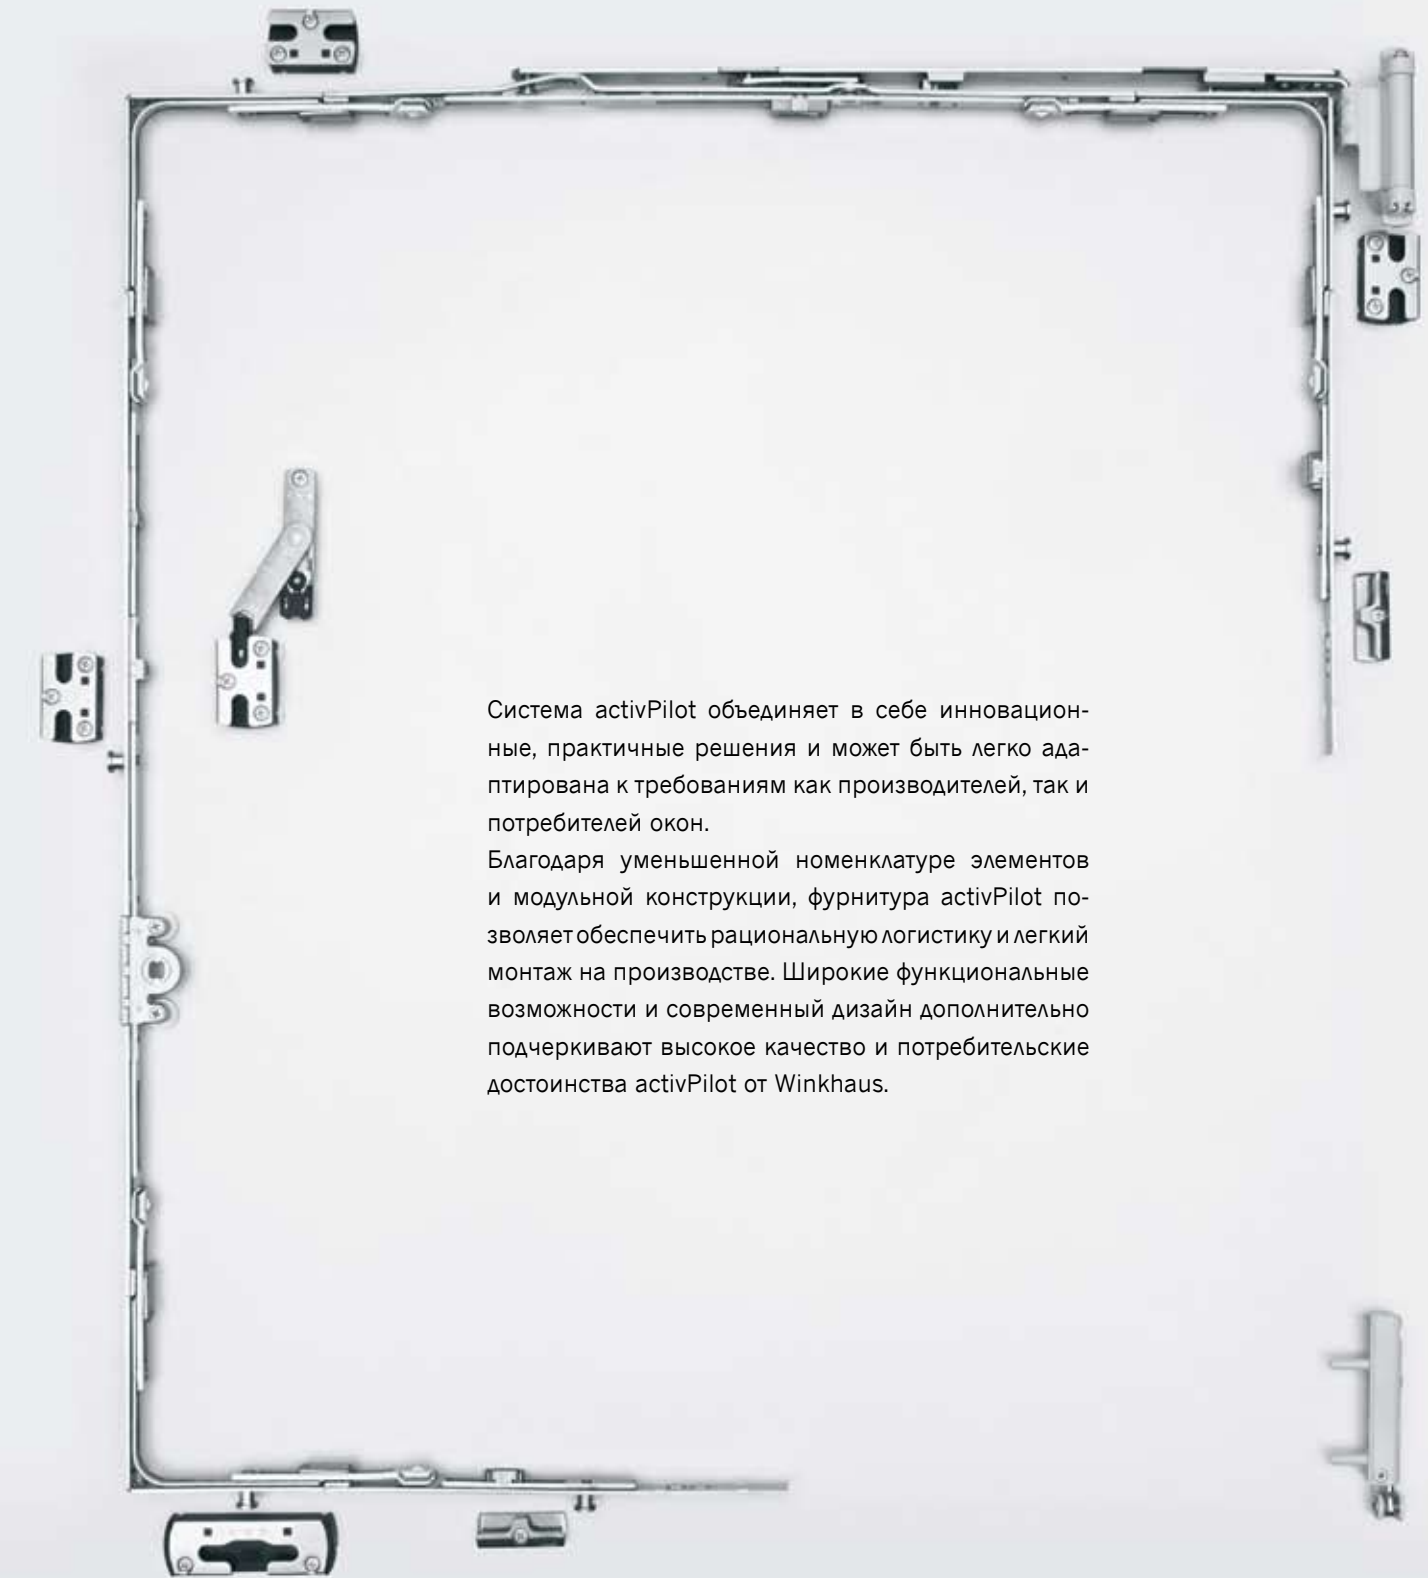 Система activPilot объединяет в себе инновацион-
ные, практичные решения и может быть легко ада-
птирована к требованиям как производителей, так и
потребителей окон.
Благодаря уменьшенной номенклатуре элементов
и модульной конструкции, фурнитура activPilot по-
зволяет обеспечить рациональную логистику и легкий
монтаж на производстве. Широкие функциональные
возможности и современный дизайн дополнительно
подчеркивают высокое качество и потребительские
достоинства activPilot от Winkhaus.